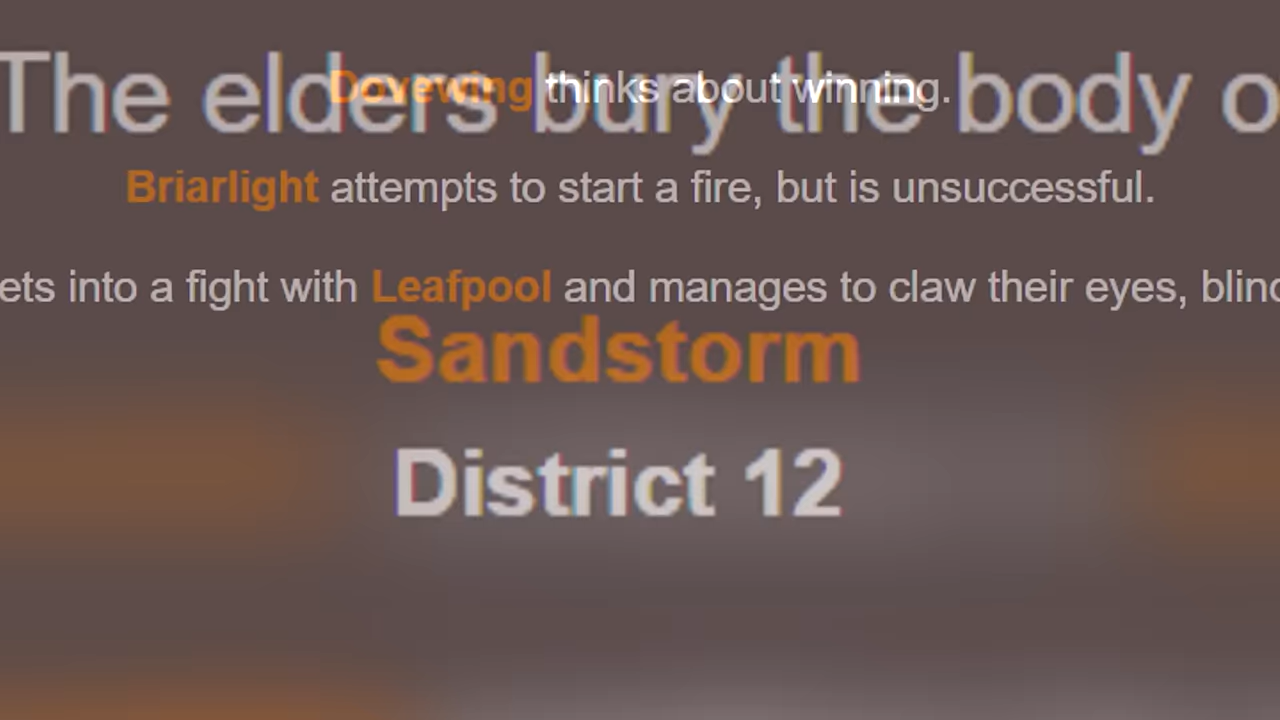 The elders bury the body o
Dovewing thinks about winning.
Briarlight attempts to start a fire, but is unsuccessful.
ets into a fight with Leafpool and manages to claw their eyes, blind
Sandstorm
District 12